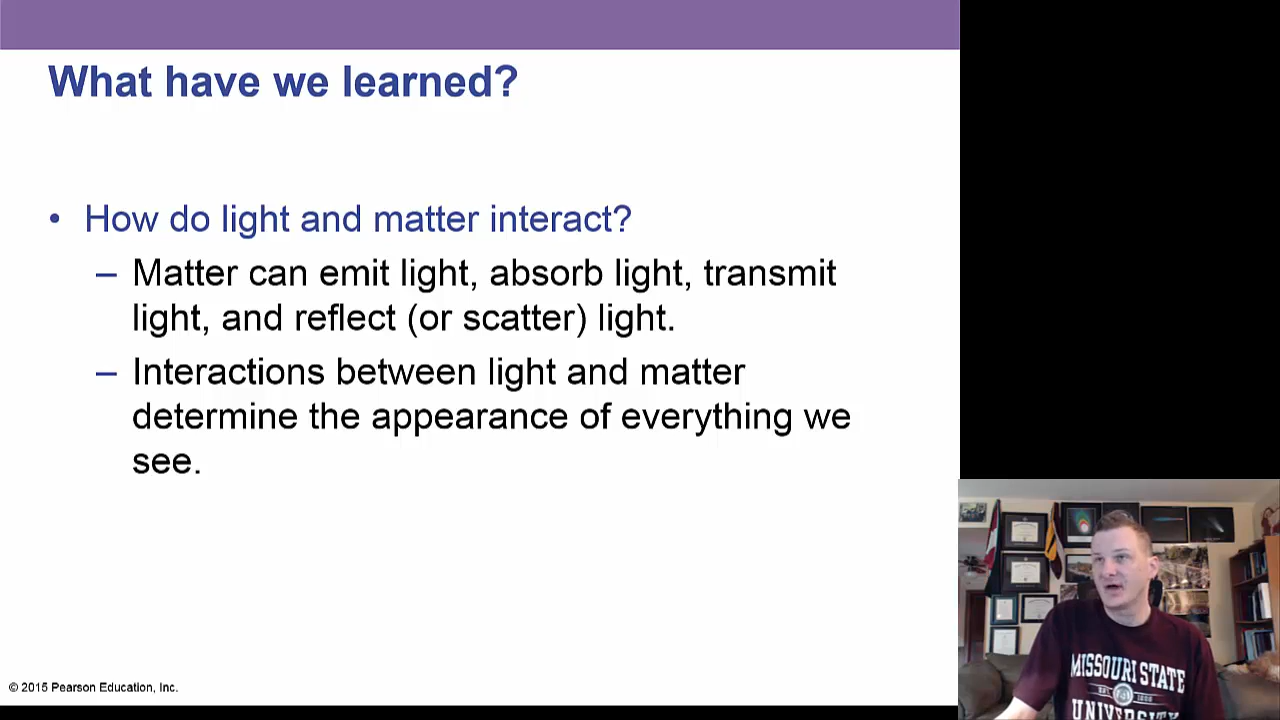 What have we learned?
• How do light and matter interact?
– Matter can emit light, absorb light, transmit
light, and reflect (or scatter) light.
– Interactions between light and matter
determine the appearance of everything we
see.
© 2015 Pearson Education, Inc.
MISSOURI STATE
UNIVERSITY